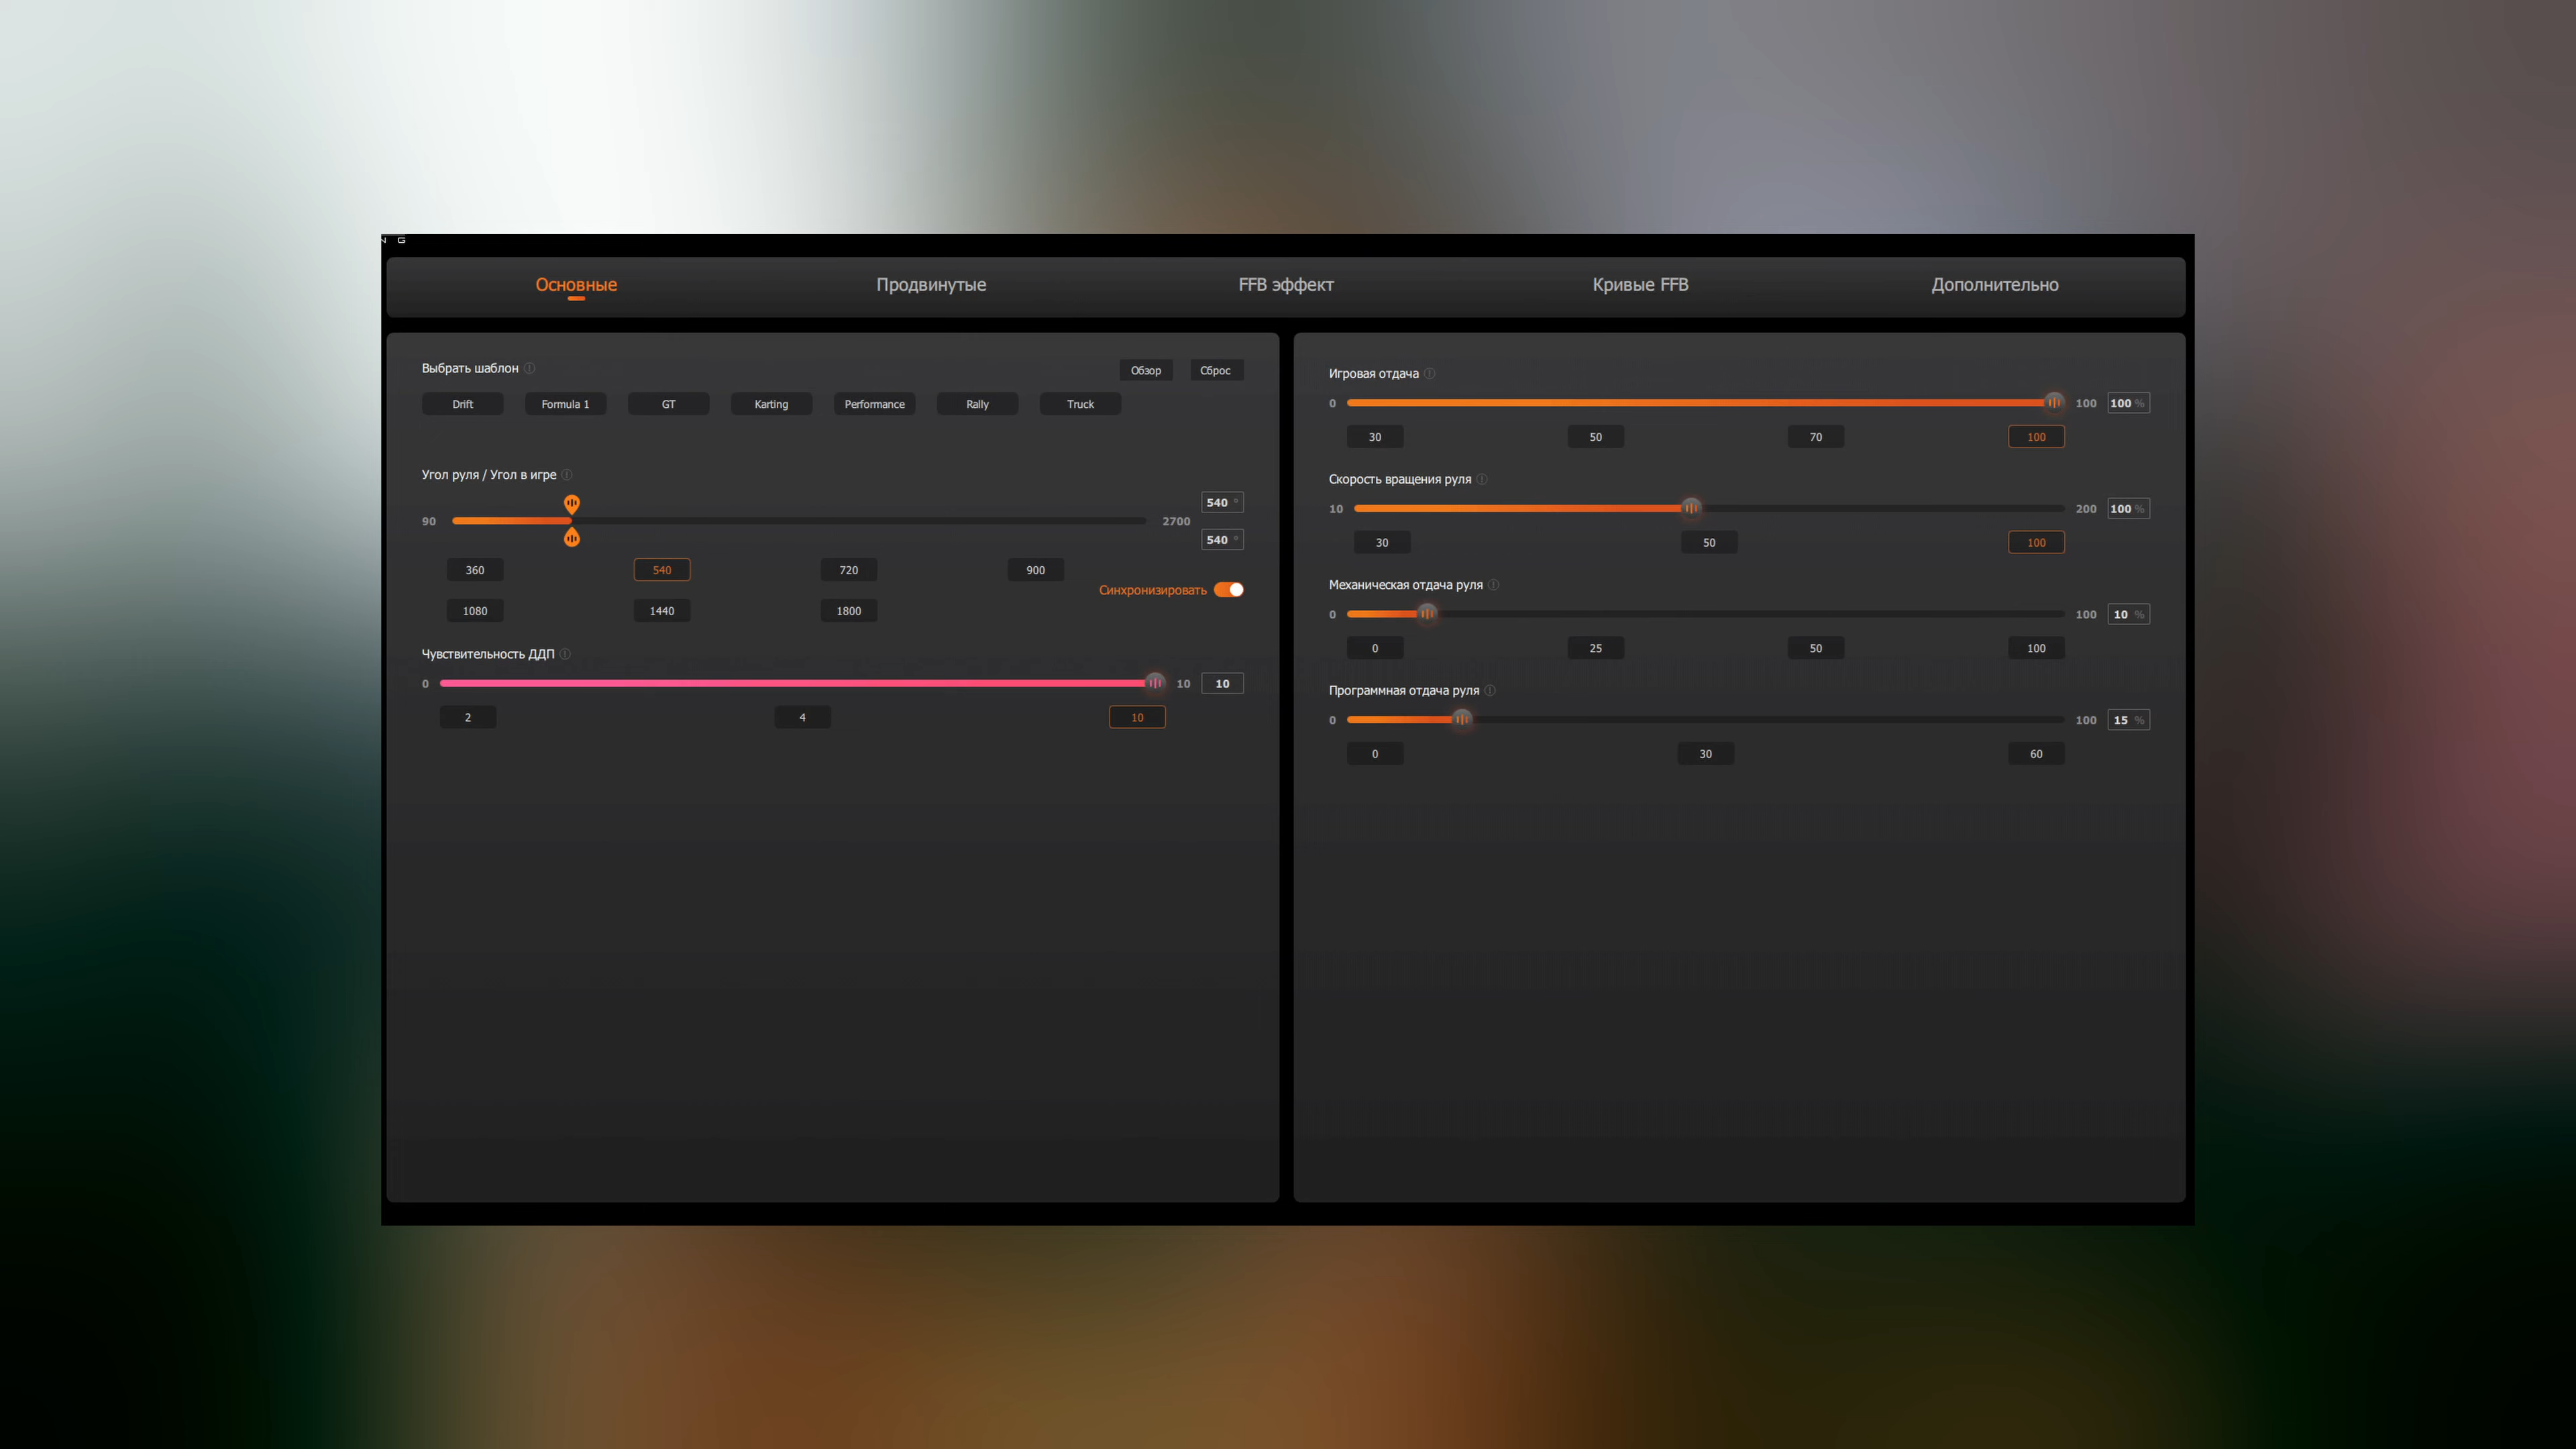 N G
Основные
Продвинутые
FFB эффект
Кривые FFB
Дополнительно
Выбрать шаблон
Обзор
Сброс
Drift
Formula 1
GT
Karting
Performance
Rally
Truck
Угол руля / Угол в игре
90
2700
540 °
540 °
360
540
720
900
1080
1440
1800
Синхронизировать
Чувствительность ДДП
0
10
10
2
4
10
Игровая отдача
0
100
100 %
30
50
70
100
Скорость вращения руля
10
200
100 %
30
50
100
Механическая отдача руля
0
100
10 %
0
25
50
100
Программная отдача руля
0
100
15 %
0
30
60